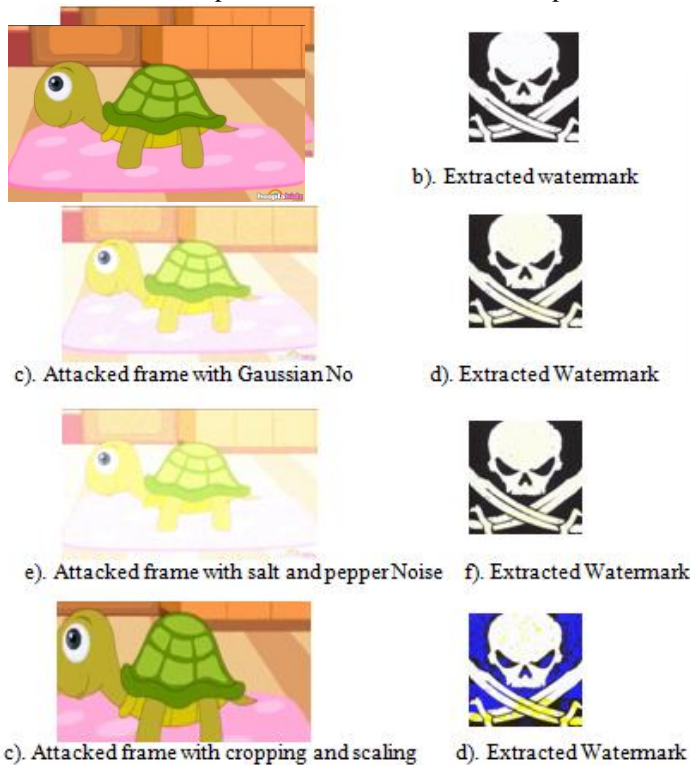 b). Extracted watermark
hooplakidz
c). Attacked frame with Gaussian No
d). Extracted Watermark
e). Attacked frame with salt and pepper Noise
f). Extracted Watermark
c). Attacked frame with cropping and scaling
d). Extracted Watermark